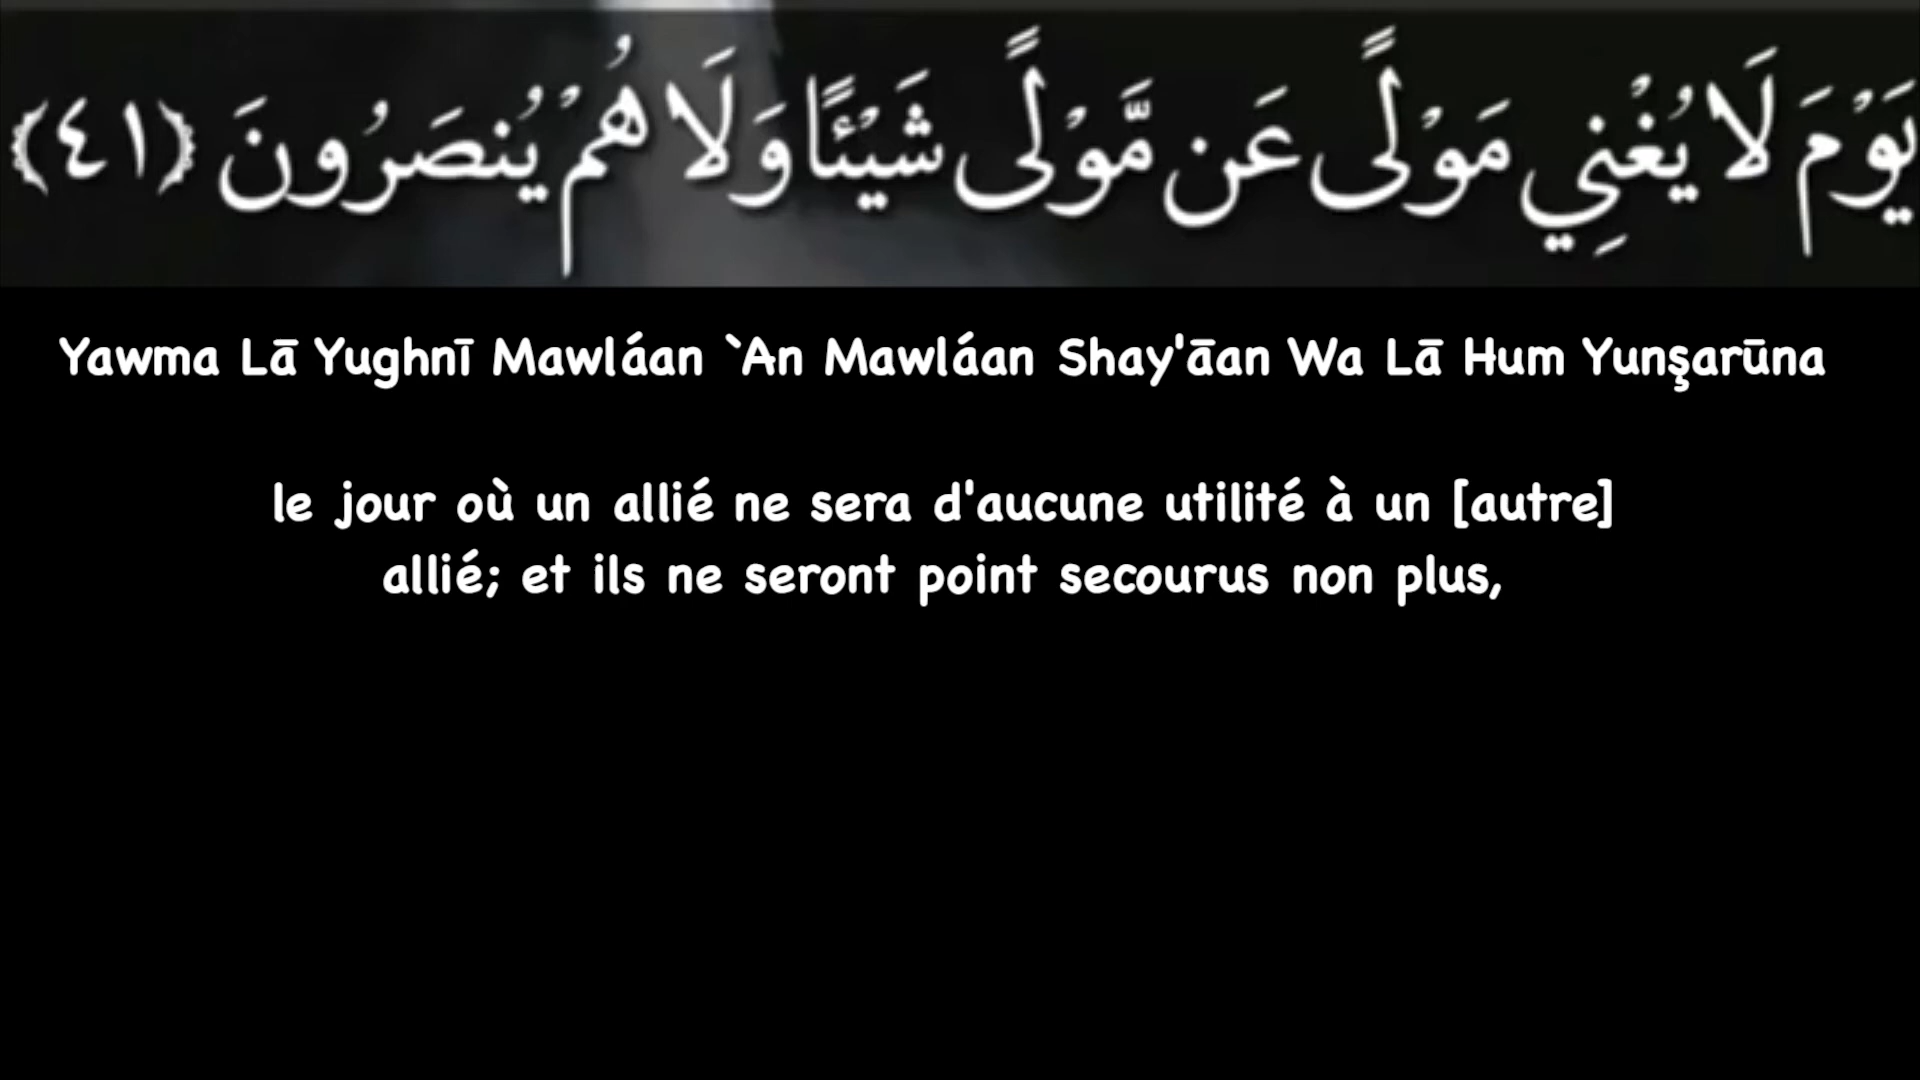 يَوْمَ لَا يُغْنِي مَوْلًى عَن مَّوْلًى شَيْئًا وَلَا هُمْ يُنصَرُونَ ﴿٤١﴾
Yawma Lā Yughnī Mawláan `An Mawláan Shay'āan Wa Lā Hum Yunşarūna
le jour où un allié ne sera d'aucune utilité à un [autre]
allié; et ils ne seront point secourus non plus,